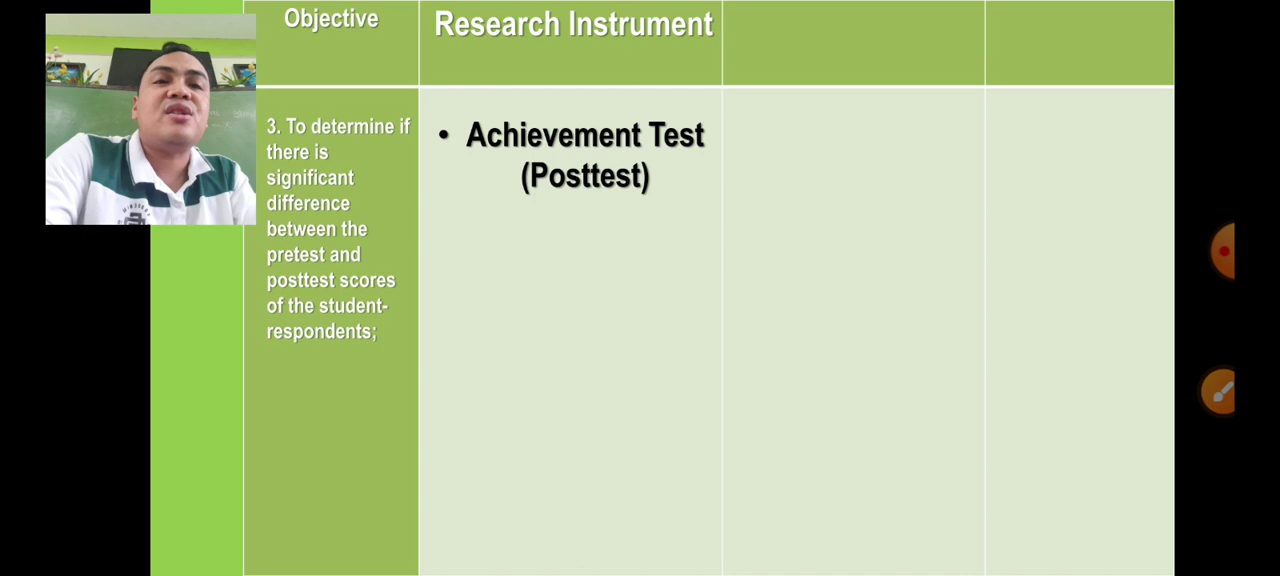 Objective
Research Instrument
3. To determine if
there is
significant
difference
between the
pretest and
posttest scores
of the student-
respondents;
• Achievement Test
(Posttest)